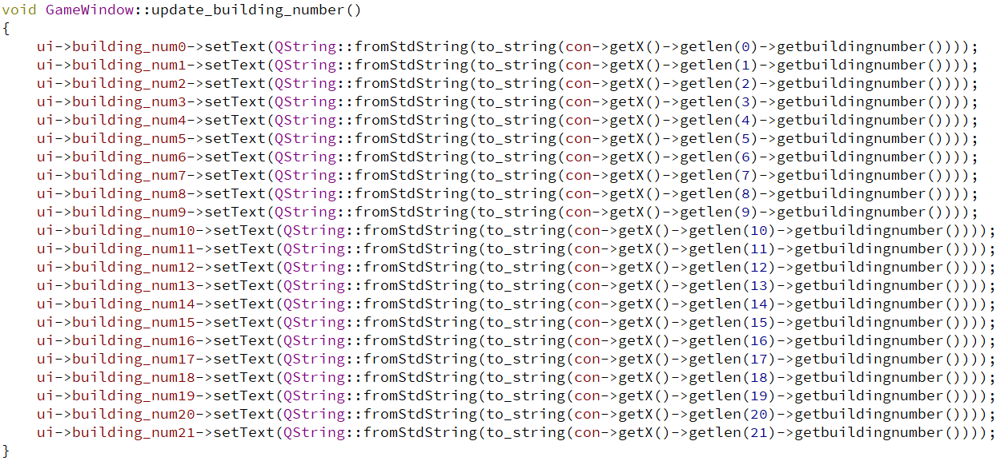 void GameWindow::update_building_number()
{
    ui->building_num0->setText(QString::fromStdString(to_string(con->getX()->getlen(0)->getbuildingnumber())));
    ui->building_num1->setText(QString::fromStdString(to_string(con->getX()->getlen(1)->getbuildingnumber())));
    ui->building_num2->setText(QString::fromStdString(to_string(con->getX()->getlen(2)->getbuildingnumber())));
    ui->building_num3->setText(QString::fromStdString(to_string(con->getX()->getlen(3)->getbuildingnumber())));
    ui->building_num4->setText(QString::fromStdString(to_string(con->getX()->getlen(4)->getbuildingnumber())));
    ui->building_num5->setText(QString::fromStdString(to_string(con->getX()->getlen(5)->getbuildingnumber())));
    ui->building_num6->setText(QString::fromStdString(to_string(con->getX()->getlen(6)->getbuildingnumber())));
    ui->building_num7->setText(QString::fromStdString(to_string(con->getX()->getlen(7)->getbuildingnumber())));
    ui->building_num8->setText(QString::fromStdString(to_string(con->getX()->getlen(8)->getbuildingnumber())));
    ui->building_num9->setText(QString::fromStdString(to_string(con->getX()->getlen(9)->getbuildingnumber())));
    ui->building_num10->setText(QString::fromStdString(to_string(con->getX()->getlen(10)->getbuildingnumber())));
    ui->building_num11->setText(QString::fromStdString(to_string(con->getX()->getlen(11)->getbuildingnumber())));
    ui->building_num12->setText(QString::fromStdString(to_string(con->getX()->getlen(12)->getbuildingnumber())));
    ui->building_num13->setText(QString::fromStdString(to_string(con->getX()->getlen(13)->getbuildingnumber())));
    ui->building_num14->setText(QString::fromStdString(to_string(con->getX()->getlen(14)->getbuildingnumber())));
    ui->building_num15->setText(QString::fromStdString(to_string(con->getX()->getlen(15)->getbuildingnumber())));
    ui->building_num16->setText(QString::fromStdString(to_string(con->getX()->getlen(16)->getbuildingnumber())));
    ui->building_num17->setText(QString::fromStdString(to_string(con->getX()->getlen(17)->getbuildingnumber())));
    ui->building_num18->setText(QString::fromStdString(to_string(con->getX()->getlen(18)->getbuildingnumber())));
    ui->building_num19->setText(QString::fromStdString(to_string(con->getX()->getlen(19)->getbuildingnumber())));
    ui->building_num20->setText(QString::fromStdString(to_string(con->getX()->getlen(20)->getbuildingnumber())));
    ui->building_num21->setText(QString::fromStdString(to_string(con->getX()->getlen(21)->getbuildingnumber())));
}